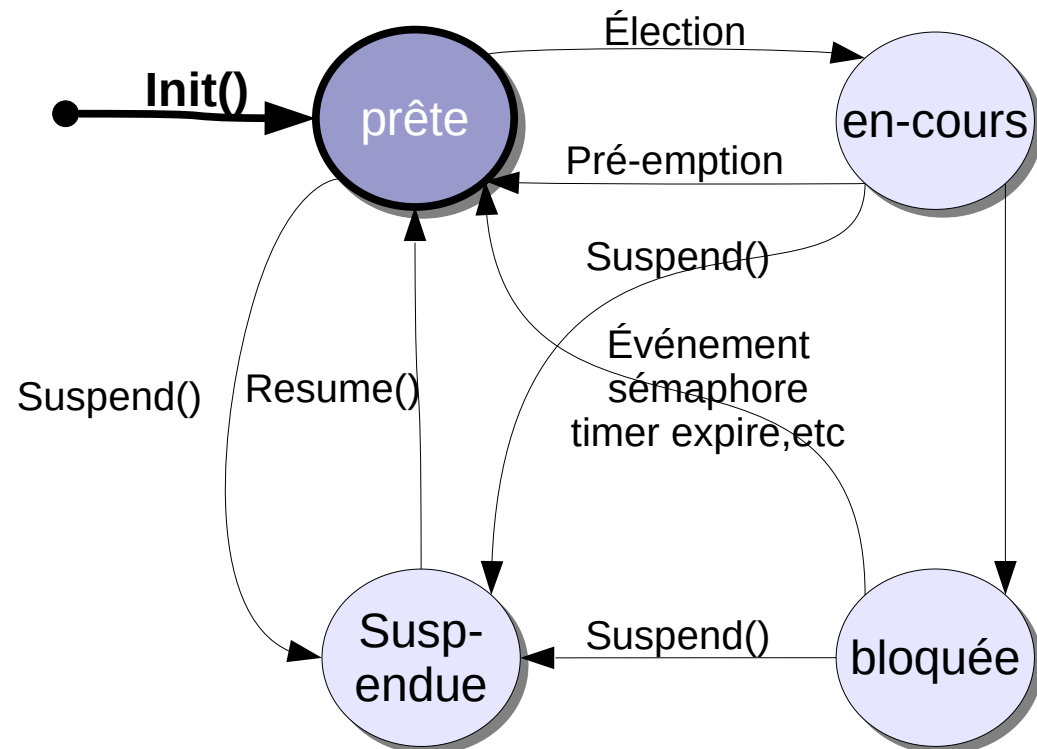 Élection
Init()
prête
en-cours
Pré-emption
Suspend()
Événement
sémaphore
timer expire,etc
Suspend()
Resume()
Susp-
endue
Suspend()
bloquée